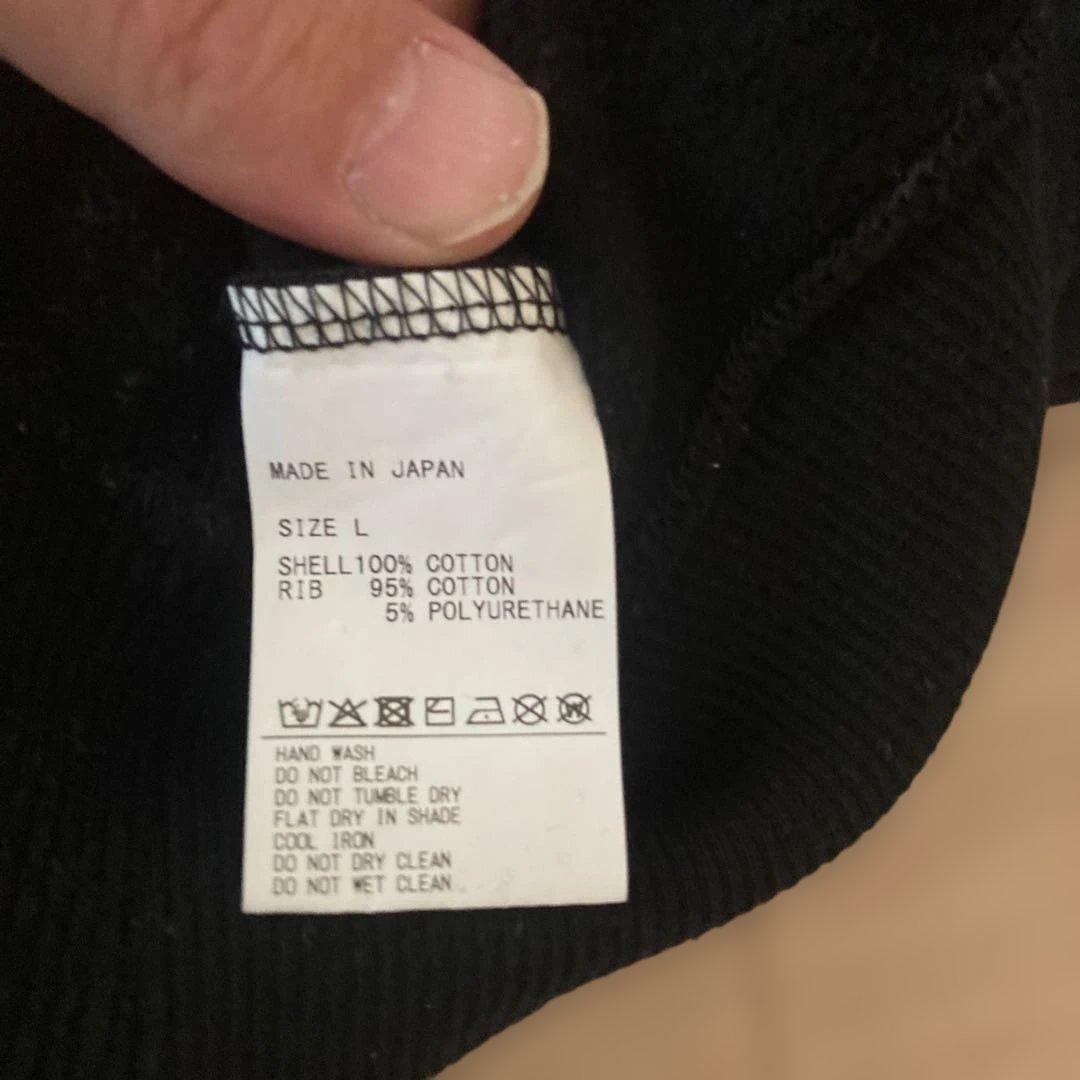 MADE IN JAPAN
SIZE L
SHELL100% COTTON
RIB 95% COTTON
5% POLYURETHANE
W
HAND WASH
DO NOT BLEACH
DO NOT TUMBLE DRY
FLAT DRY IN SHADE
COOL IRON
DO NOT DRY CLEAN
DO NOT WET CLEAN